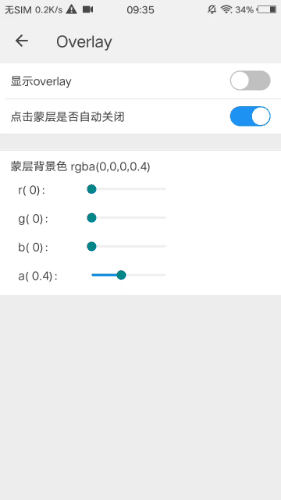 无SIM 0.2K/s 09:35 34%
Overlay
显示overlay
点击蒙层是否自动关闭
蒙层背景色 rgba(0,0,0,0.4)
r( 0) :
g( 0) :
b( 0) :
a( 0.4) :